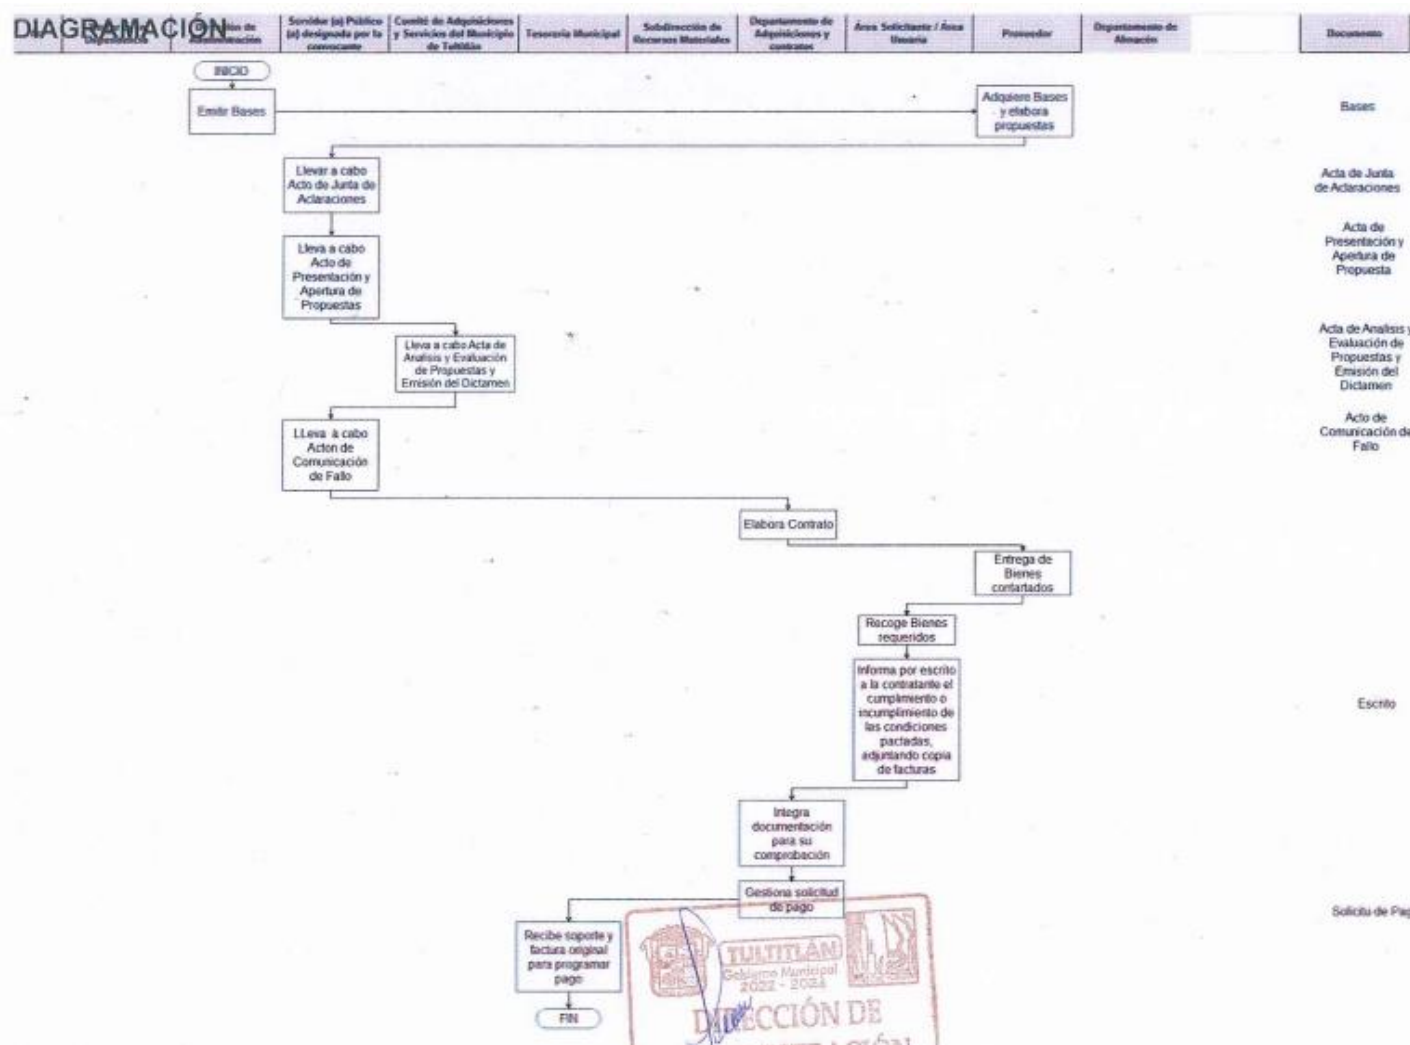 DIAGRAMACIÓN
Servidor (a) Público
(a) designada por la
convocante
Comité de Adquisiciones
y Servicios del Municipio
de Tultitlán
Tesorería Municipal
Subdirección de
Recursos Materiales
Departamento de
Adquisiciones y
contratos
Área Solicitante / Área
Usuaria
Proveedor
Departamento de
Almacén
Documento
INICIO
Emitir Bases
Adquiere Bases
y elabora
propuestas
Bases
Llevar a cabo
Acto de Junta de
Aclaraciones
Acta de Junta
de Aclaraciones
Lleva a cabo
Acto de
Presentación y
Apertura de
Propuestas
Acta de
Presentación y
Apertura de
Propuesta
Lleva a cabo Acta de
Analisis y Evaluación
de Propuestas y
Emisión del Dictamen
Acta de Analisis y
Evaluación de
Propuestas y
Emisión del
Dictamen
LLeva a cabo
Acton de
Comunicación
de Fallo
Acto de
Comunicación de
Fallo
Elabora Contrato
Entrega de
Bienes
contartados
Recoge Bienes
requeridos
Informa por escrito
a la contratante el
cumplimiento o
incumplimiento de
las condiciones
pactadas,
adjuntando copia
de facturas
Escrito
Integra
documentación
para su
comprobación
Gestiona solicitud
de pago
Solicitu de Pag
Recibe soporte y
factura original
para programar
pago
FIN
TULTITLÁN
Gobierno Municipal
2022 - 2024
DIRECCIÓN DE